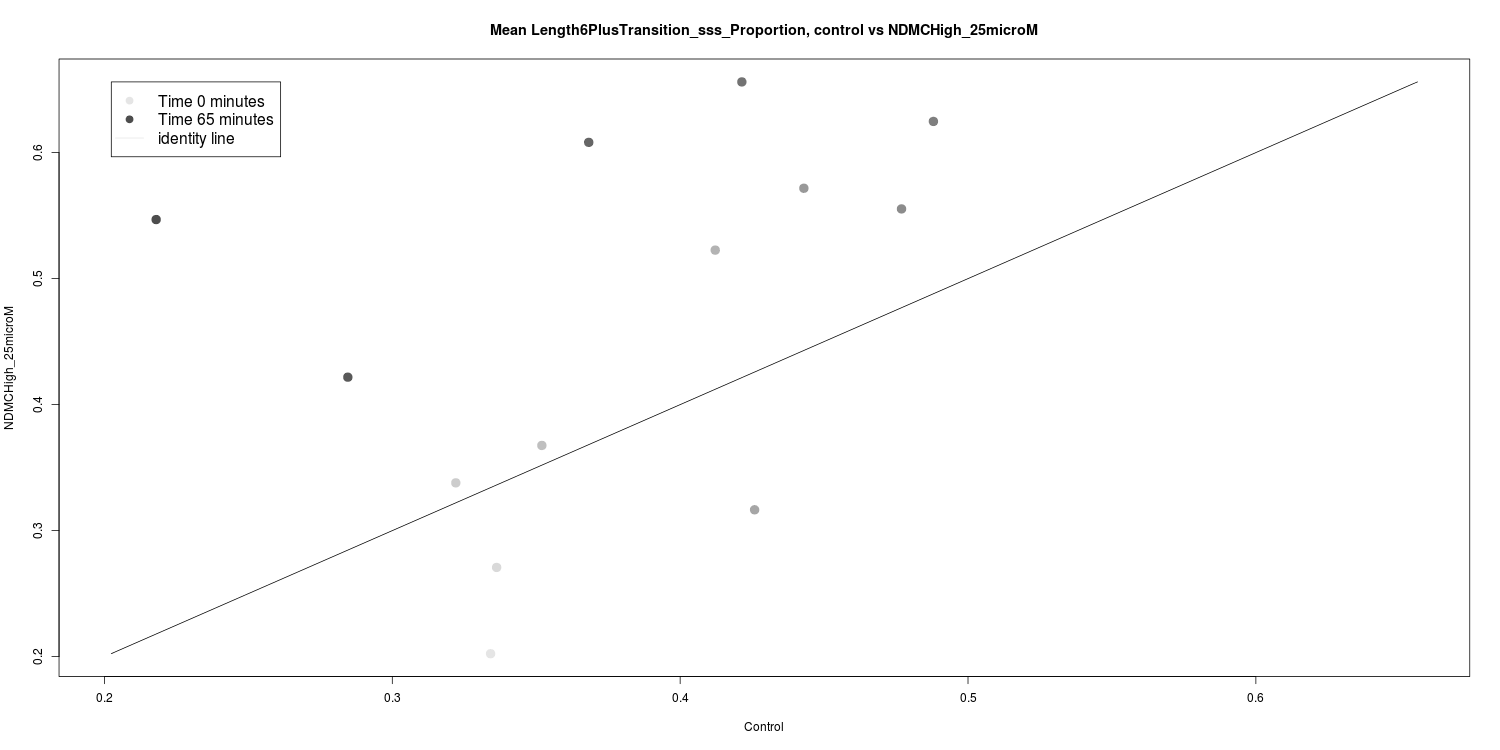 Mean Length6PlusTransition_sss_Proportion, control vs NDMCHigh_25microM
Time 0 minutes
Time 65 minutes
identity line
NDMCHigh_25microM
0.6
0.5
0.4
0.3
0.2
0.2 0.3 0.4 0.5 0.6
Control